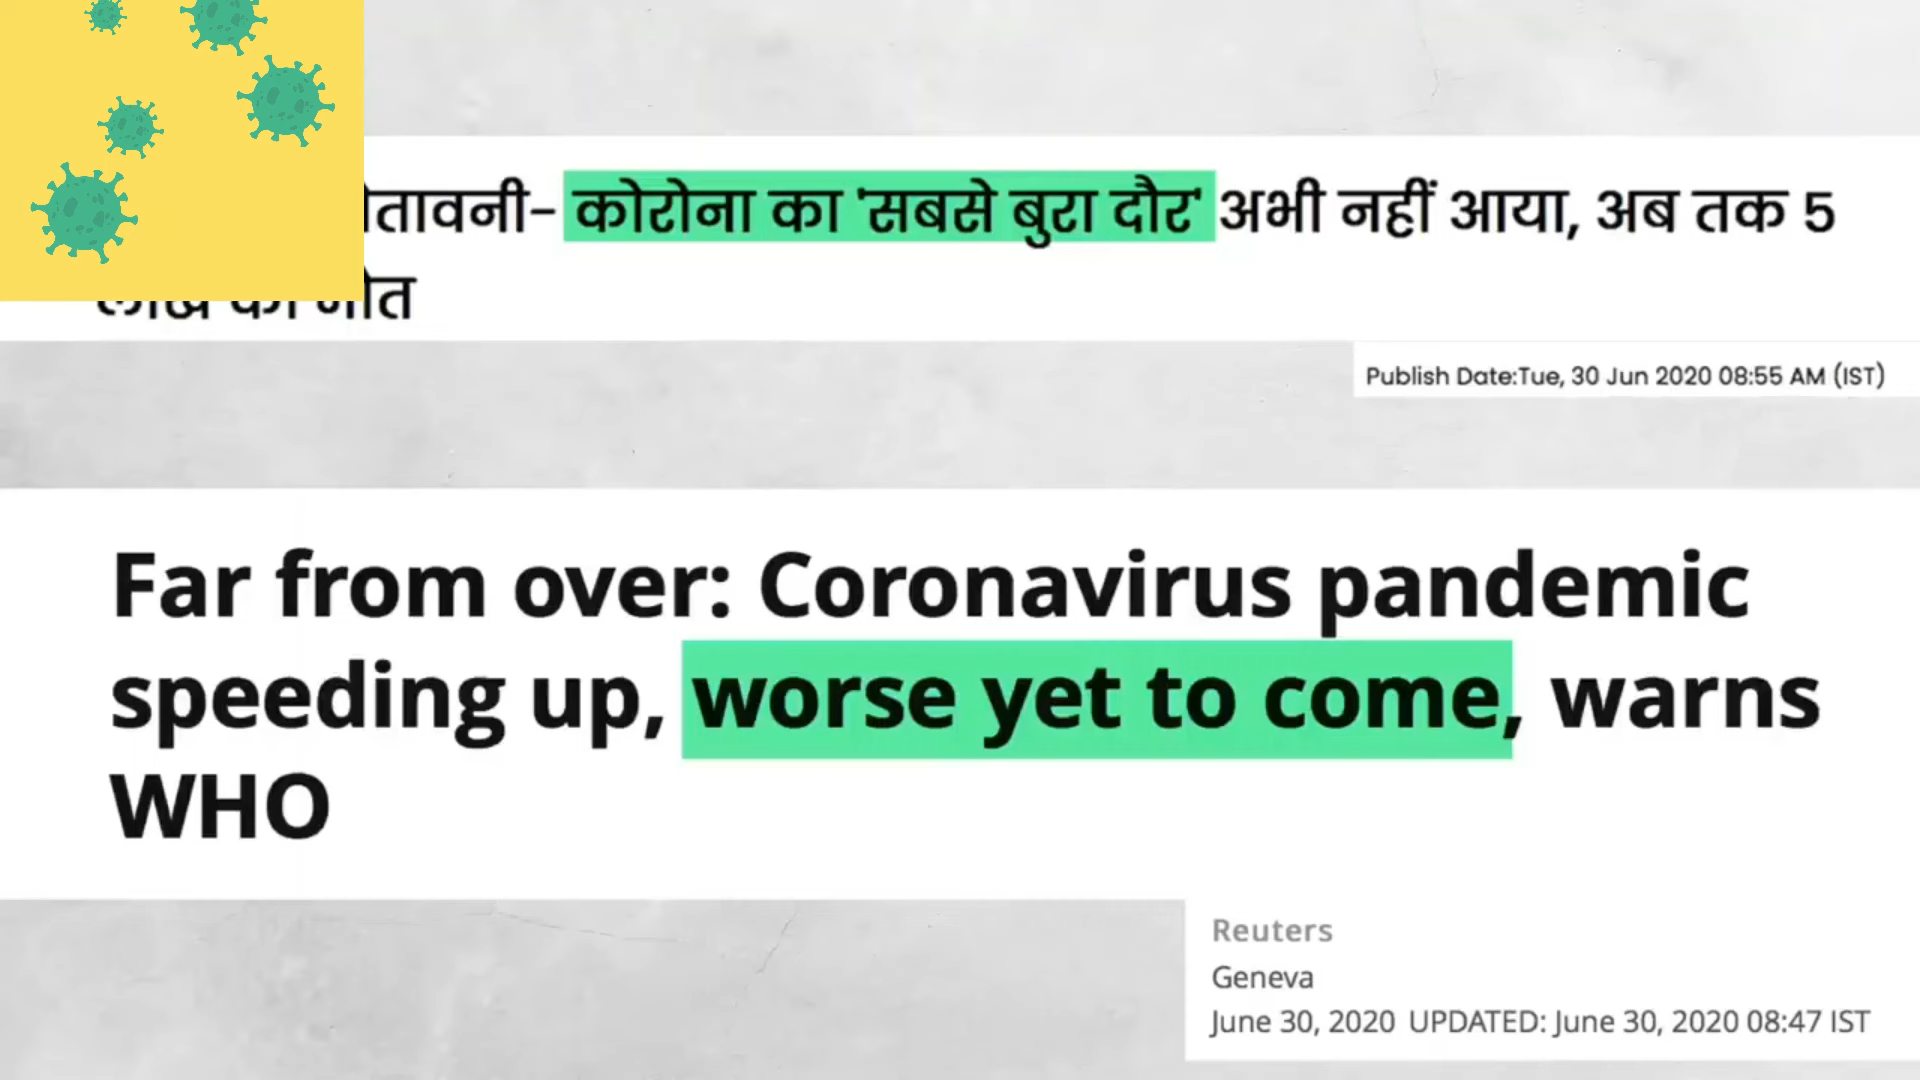 कोरोना का 'सबसे बुरा दौर' अभी नहीं आया, अब तक 5
Publish Date:Tue, 30 Jun 2020 08:55 AM (IST)
Far from over: Coronavirus pandemic
speeding up, worse yet to come, warns
WHO
Reuters
Geneva
June 30, 2020 UPDATED: June 30, 2020 08:47 IST